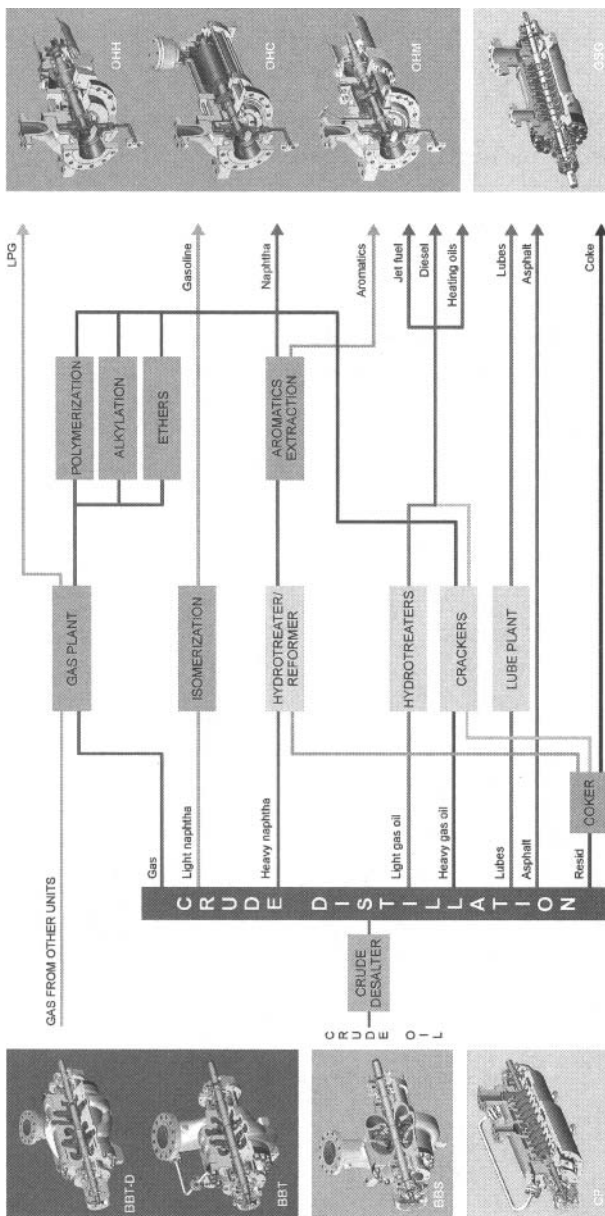 BBT-D
BBT
BBS
CP
CRUDE OIL
CRUDE
DESALTER
CRUDE DISTILLATION
GAS FROM OTHER UNITS
Gas
Light naphtha
Heavy naphtha
Light gas oil
Heavy gas oil
Lubes
Asphalt
Resid
COKER
GAS PLANT
ISOMERIZATION
HYDROTREATER/
REFORMER
HYDROTREATERS
CRACKERS
LUBE PLANT
POLYMERIZATION
ALKYLATION
ETHERS
AROMATICS
EXTRACTION
LPG
Gasoline
Naphtha
Aromatics
Jet fuel
Diesel
Heating oils
Lubes
Asphalt
Coke
OHH
OHC
OHM
GSG